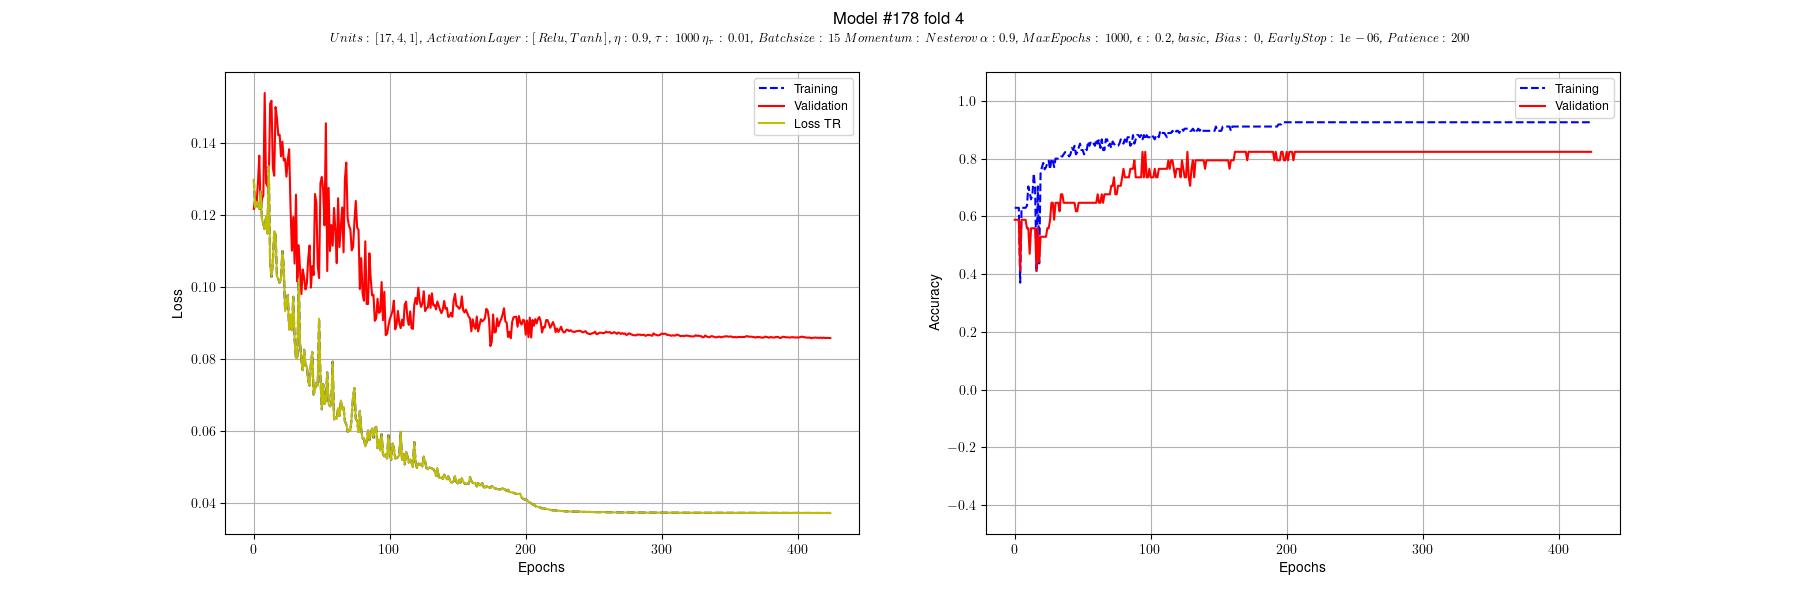 Model #178 fold 4
Units : [17, 4, 1], ActivationLayer : [Relu, Tanh], η : 0.9, τ : 1000 ητ : 0.01, Batchsize : 15 Momentum : Nesterov α : 0.9, MaxEpochs : 1000, ϵ : 0.2, basic, Bias : 0, EarlyStop : 1e − 06, Patience : 200
Training
Validation
Loss TR
0.14
0.12
0.10
0.08
0.06
0.04
Loss
0 100 200 300 400
Epochs
Training
Validation
1.0
0.8
0.6
0.4
0.2
0.0
−0.2
−0.4
Accuracy
0 100 200 300 400
Epochs